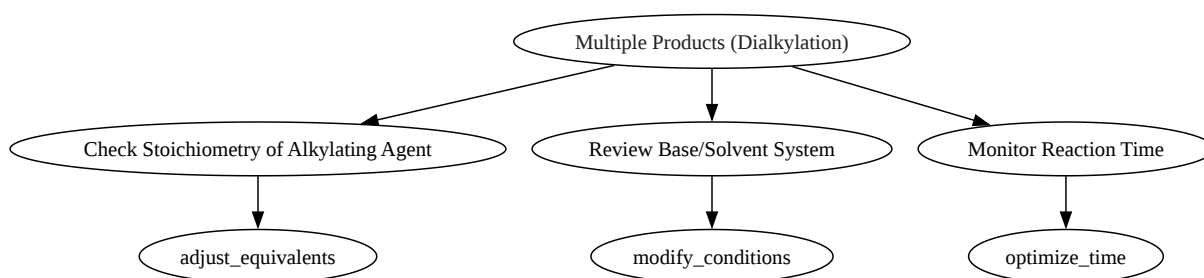 Multiple Products (Dialkylation)
Check Stoichiometry of Alkylating Agent
Review Base/Solvent System
Monitor Reaction Time
adjust_equivalents
modify_conditions
optimize_time